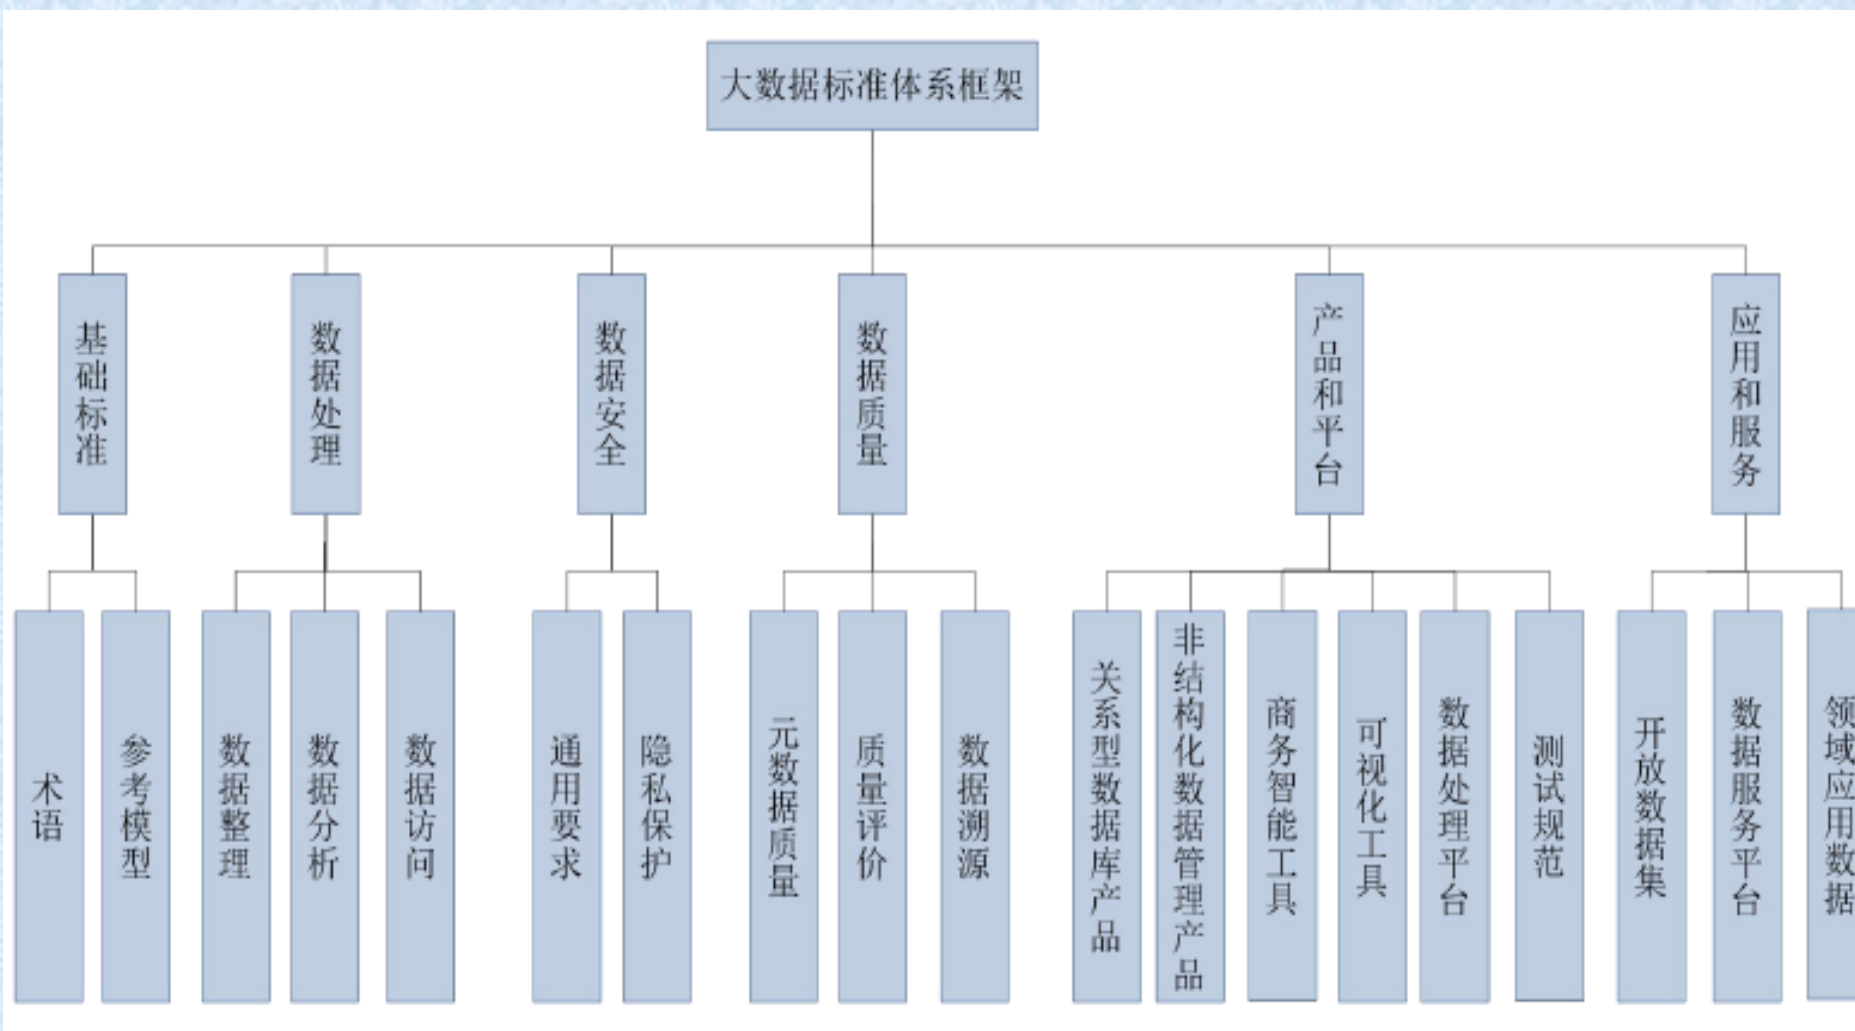 大数据标准体系框架
基础标准
数据处理
数据安全
数据质量
产品和平台
应用和服务
术语
参考模型
数据整理
数据分析
数据访问
通用要求
隐私保护
元数据质量
质量评价
数据溯源
关系型数据库产品
非结构化数据管理产品
商务智能工具
可视化工具
数据处理平台
测试规范
开放数据集
数据服务平台
领域应用数据